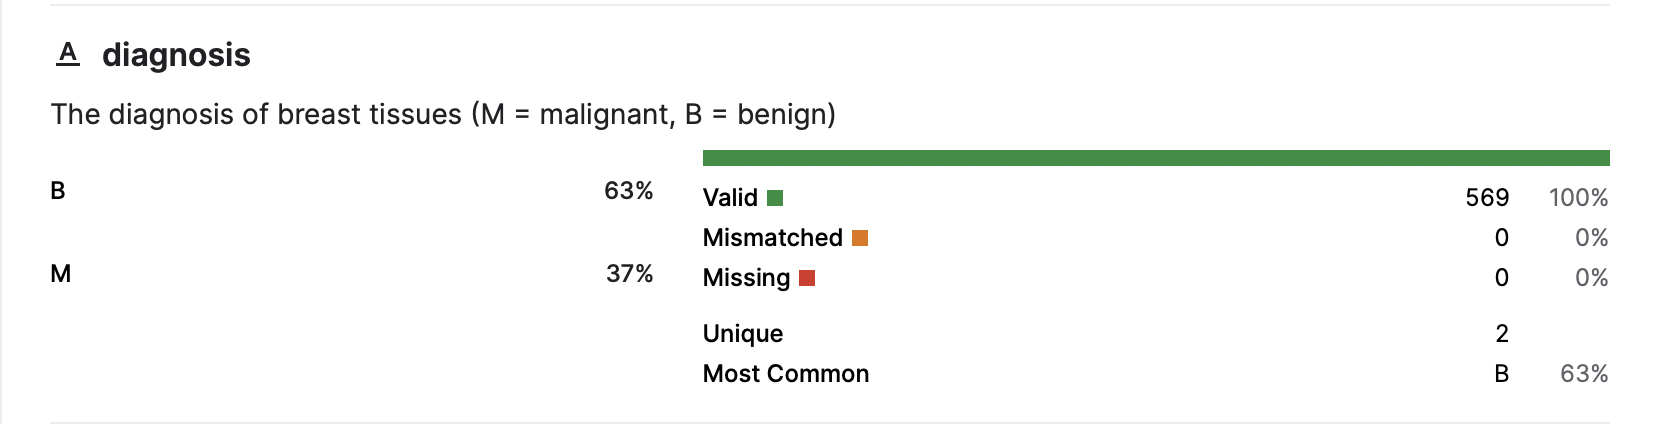 A diagnosis
The diagnosis of breast tissues (M = malignant, B = benign)
B 63%
M 37%
Valid 569 100%
Mismatched 0 0%
Missing 0 0%
Unique 2
Most Common B 63%